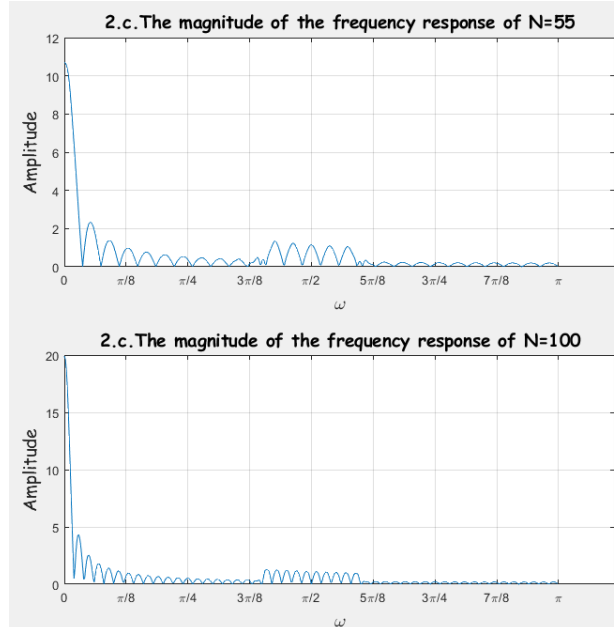 2.c.The magnitude of the frequency response of N=55
12
10
8
6
4
2
0
Amplitude
0 π/8 π/4 3π/8 π/2 5π/8 3π/4 7π/8 π
ω
2.c.The magnitude of the frequency response of N=100
20
15
10
5
0
Amplitude
0 π/8 π/4 3π/8 π/2 5π/8 3π/4 7π/8 π
ω